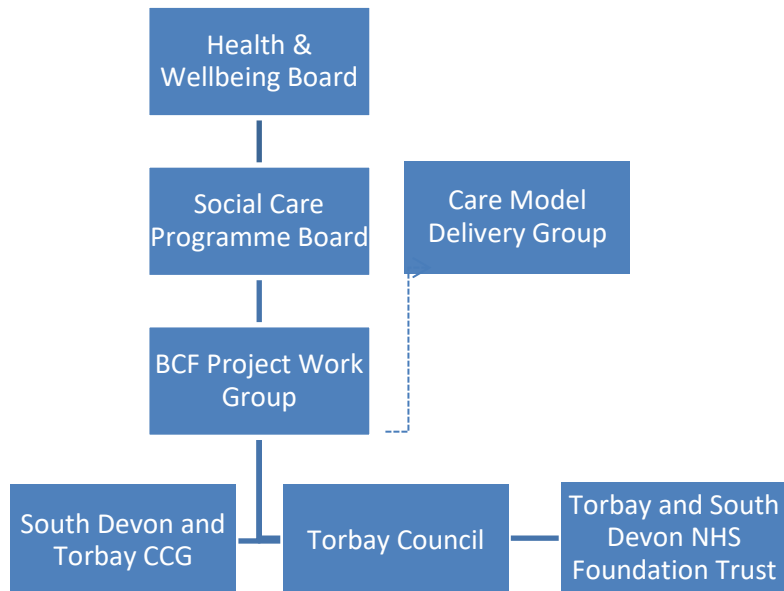 Health &
Wellbeing Board
Social Care
Programme Board
Care Model
Delivery Group
BCF Project Work
Group
South Devon and
Torbay CCG
Torbay Council
Torbay and South
Devon NHS
Foundation Trust